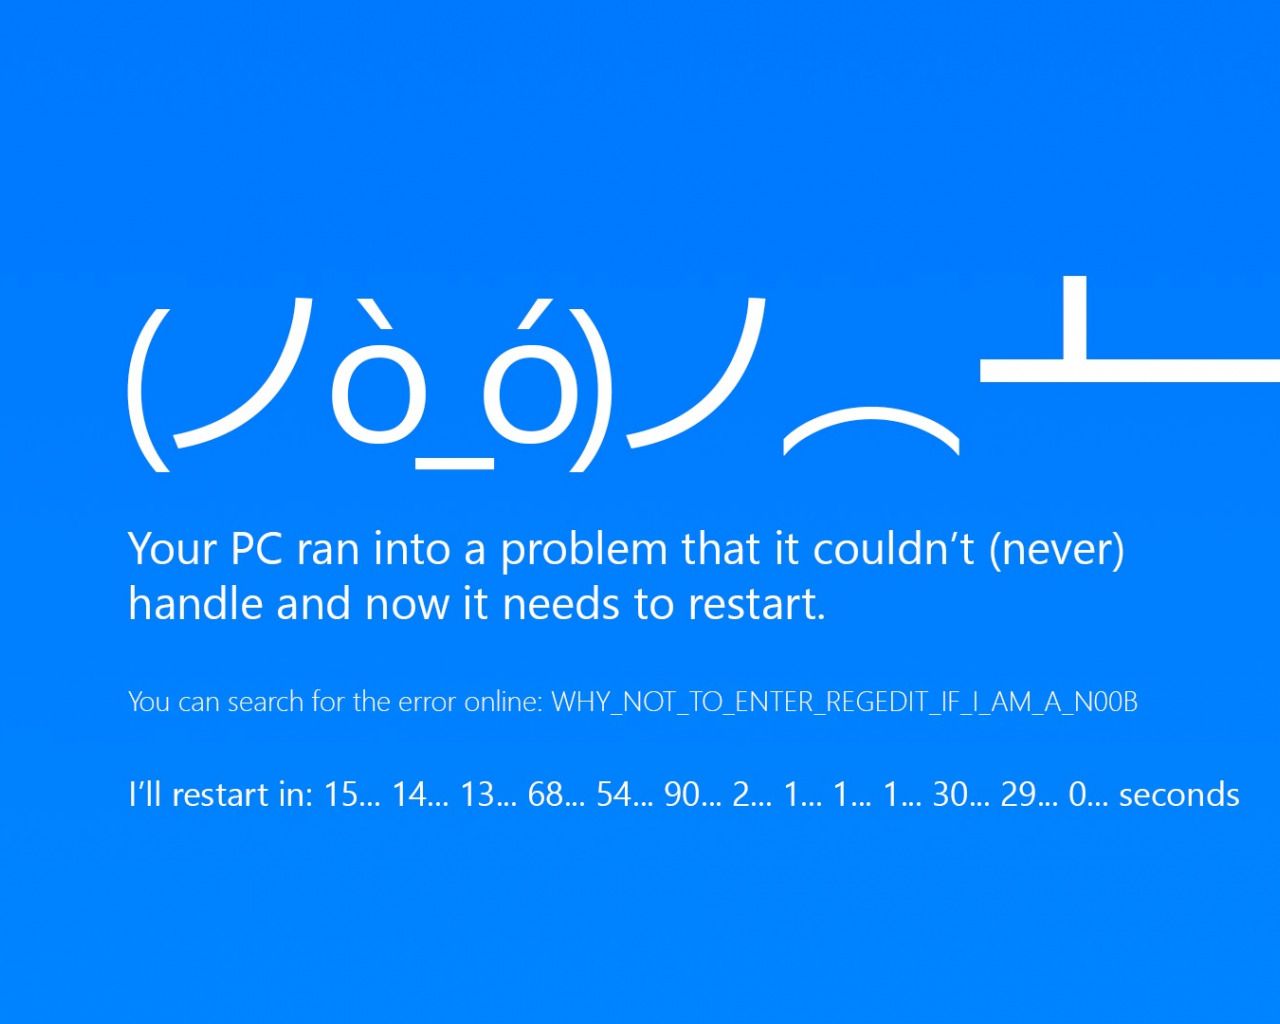 (ノò_ó)ノ︵ ┻━
Your PC ran into a problem that it couldn’t (never)
handle and now it needs to restart.
You can search for the error online: WHY_NOT_TO_ENTER_REGEDIT_IF_I_AM_A_N00B
I’ll restart in: 15... 14... 13... 68... 54... 90... 2... 1... 1... 1... 30... 29... 0... seconds